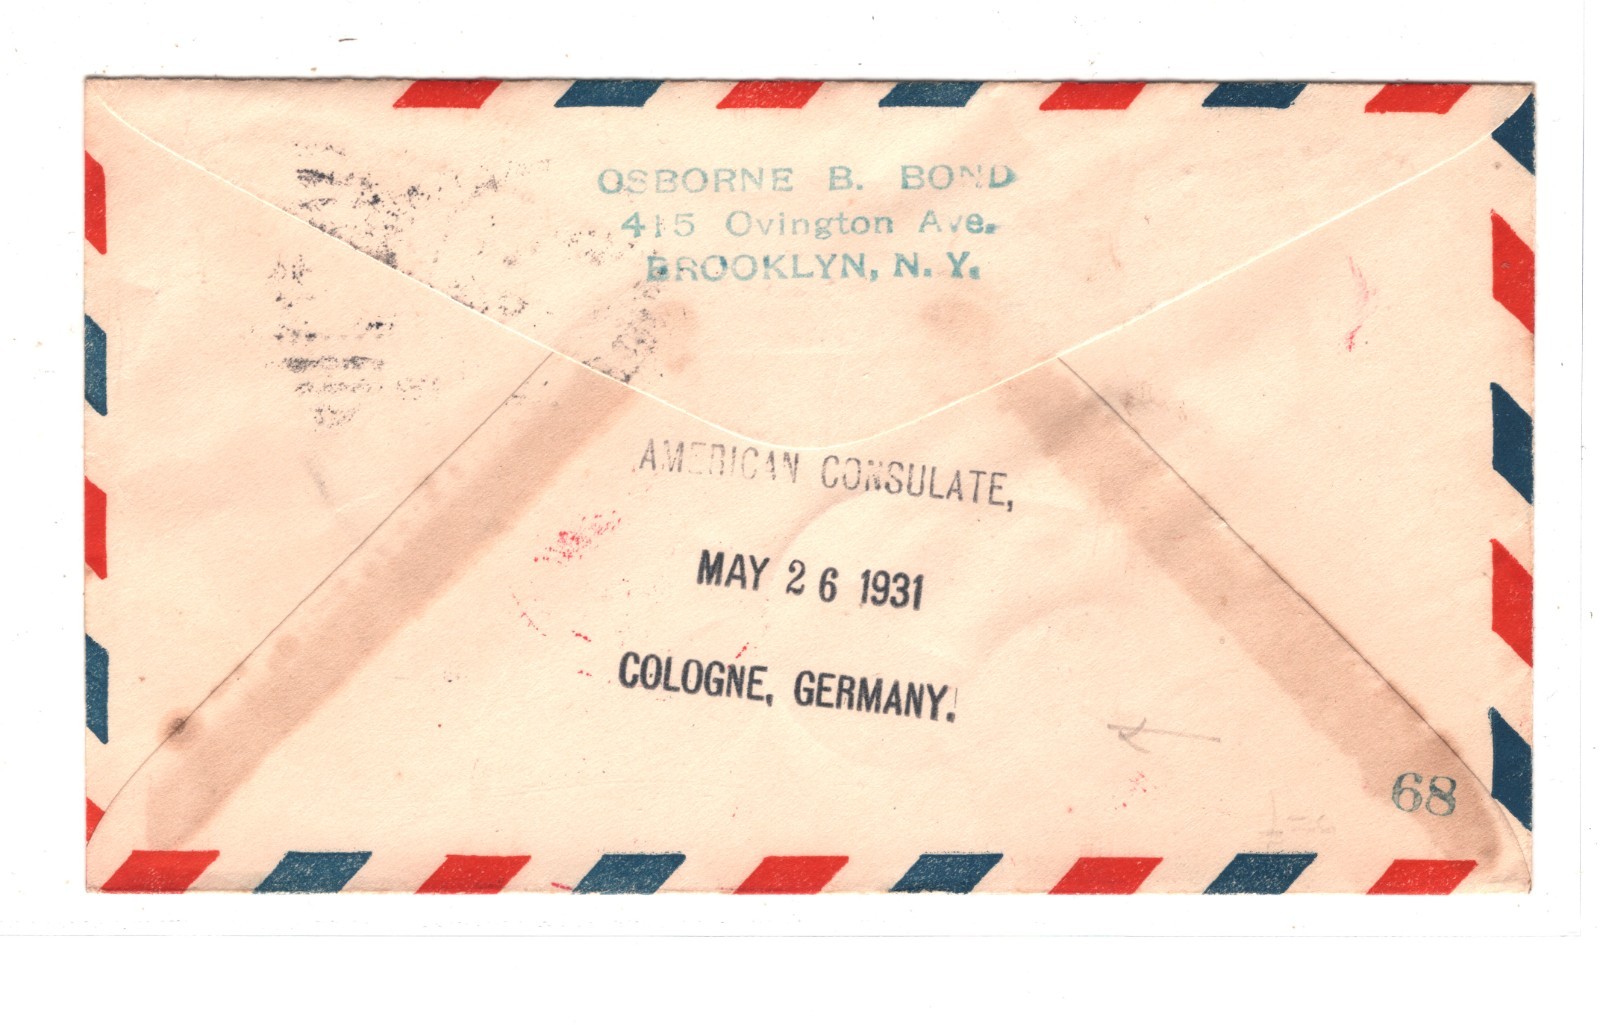 OSBORNE B. BOND
415 Ovington Ave.
BROOKLYN, N. Y.
AMERICAN CONSULATE,
MAY 26 1931
COLOGNE, GERMANY.
68